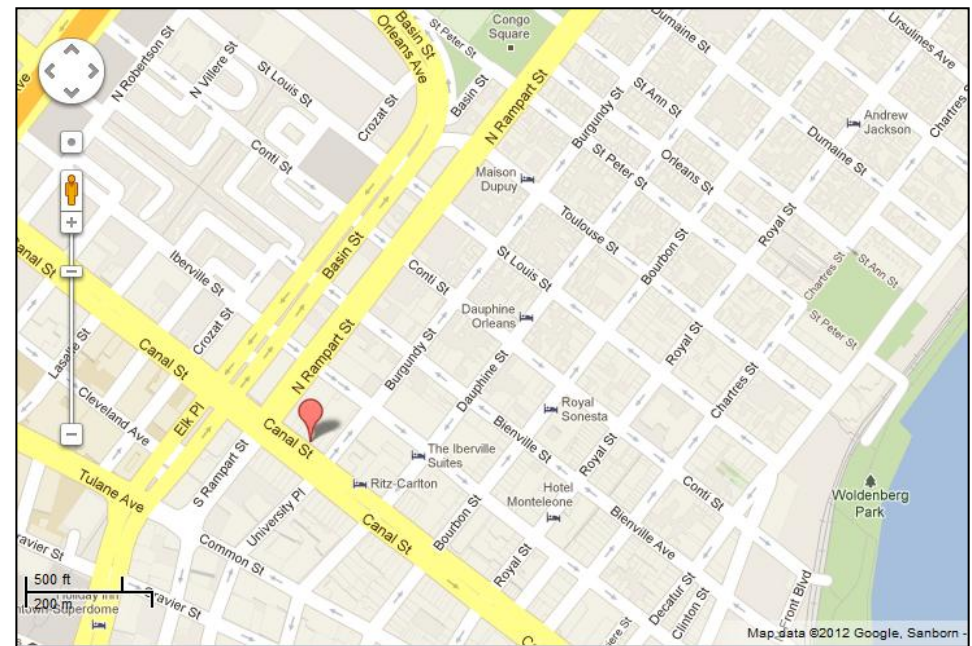 Congo
Square
Basin St
Orleans Ave
St Peter St
Dumaine St
Ursulines Ave
N Robertson St
N Villere St
St Louis St
Crozat St
Basin St
N Rampart St
Burgundy St
St Ann St
Chartres St
Andrew
Jackson
Conti St
Maison
Dupuy
St Peter St
Orleans St
Dumaine St
Toulouse St
Royal St
Bourbon St
Canal St
Iberville St
Basin St
Conti St
St Louis St
Chartres St
St Ann St
Crozat St
Dauphine
Orleans
St Peter St
Lasalle St
Canal St
N Rampart St
Burgundy St
Dauphine St
Royal St
Chartres St
Cleveland Ave
Elk Pl
Canal St
Royal
Sonesta
Bienville St
Royal St
The Iberville
Suites
Ritz-Carlton
Hotel
Monteleone
Conti St
Woldenberg
Park
Tulane Ave
S Rampart St
University Pl
Canal St
Bourbon St
Bienville Ave
Common St
Royal St
Decatur St
Clinton St
Front Blvd
Gravier St
500 ft
200 m
Holiday Inn
Superdome
Map data ©2012 Google, Sanborn -